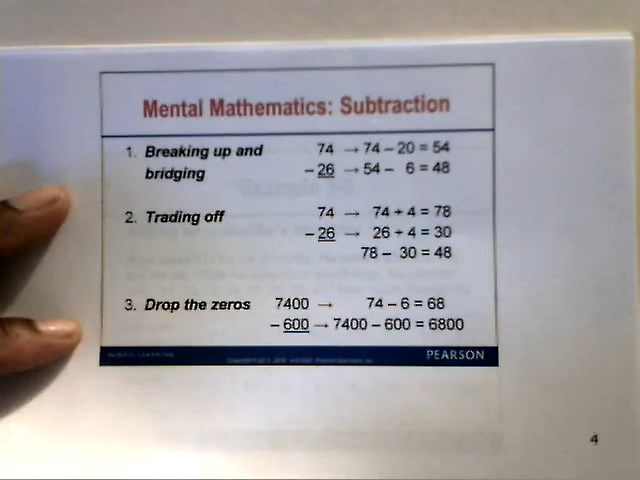 Mental Mathematics: Subtraction
1. Breaking up and 74 → 74 – 20 = 54
bridging – 26 → 54 – 6 = 48
2. Trading off 74 → 74 + 4 = 78
– 26 → 26 + 4 = 30
78 – 30 = 48
3. Drop the zeros 7400 → 74 – 6 = 68
– 600 → 7400 – 600 = 6800
ALWAYS LEARNING PEARSON
4